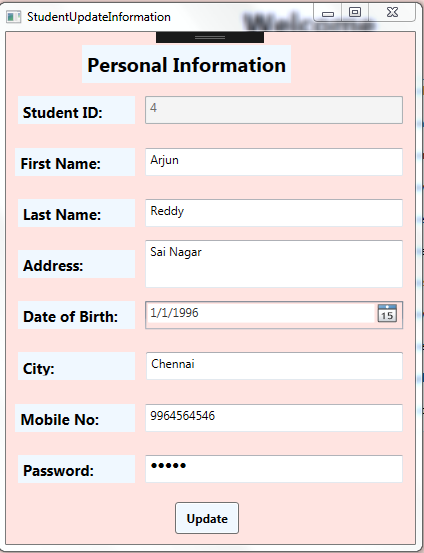 StudentUpdateInformation
Welcome
Personal Information
Student ID: 4
First Name: Arjun
Last Name: Reddy
Address: Sai Nagar
Date of Birth: 1/1/1996 15
City: Chennai
Mobile No: 9964564546
Password: •••••
Update